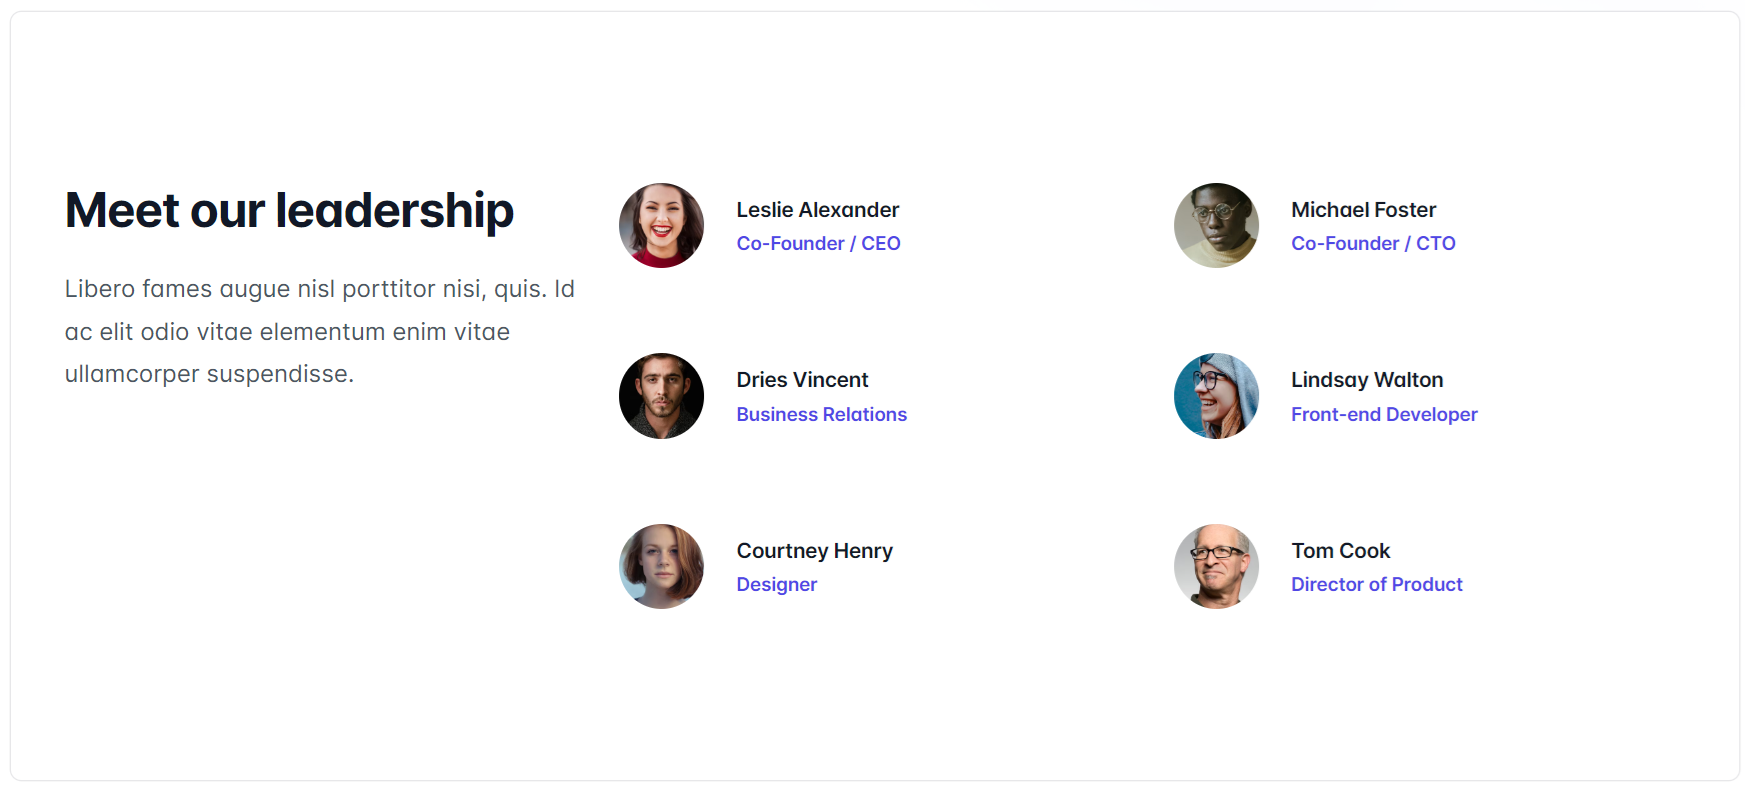 Meet our leadership
Libero fames augue nisl porttitor nisi, quis. Id
ac elit odio vitae elementum enim vitae
ullamcorper suspendisse.
Leslie Alexander
Co-Founder / CEO
Michael Foster
Co-Founder / CTO
Dries Vincent
Business Relations
Lindsay Walton
Front-end Developer
Courtney Henry
Designer
Tom Cook
Director of Product